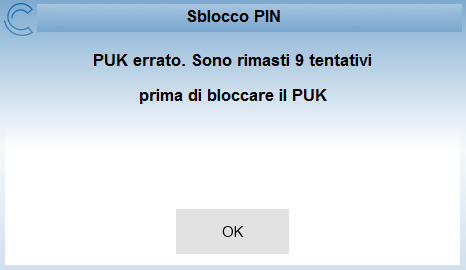 Sblocco PIN
PUK errato. Sono rimasti 9 tentativi
prima di bloccare il PUK
OK